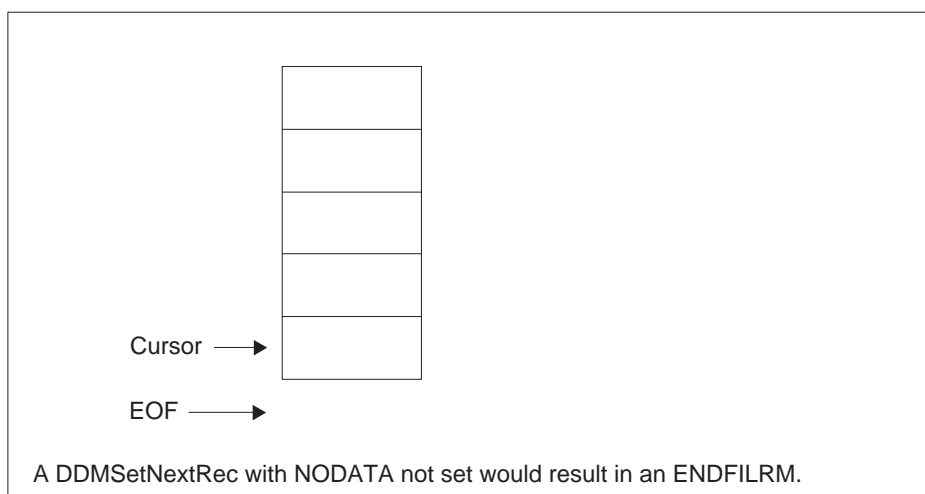 Cursor
EOF
A DDMSetNextRec with NODATA not set would result in an ENDFILRM.